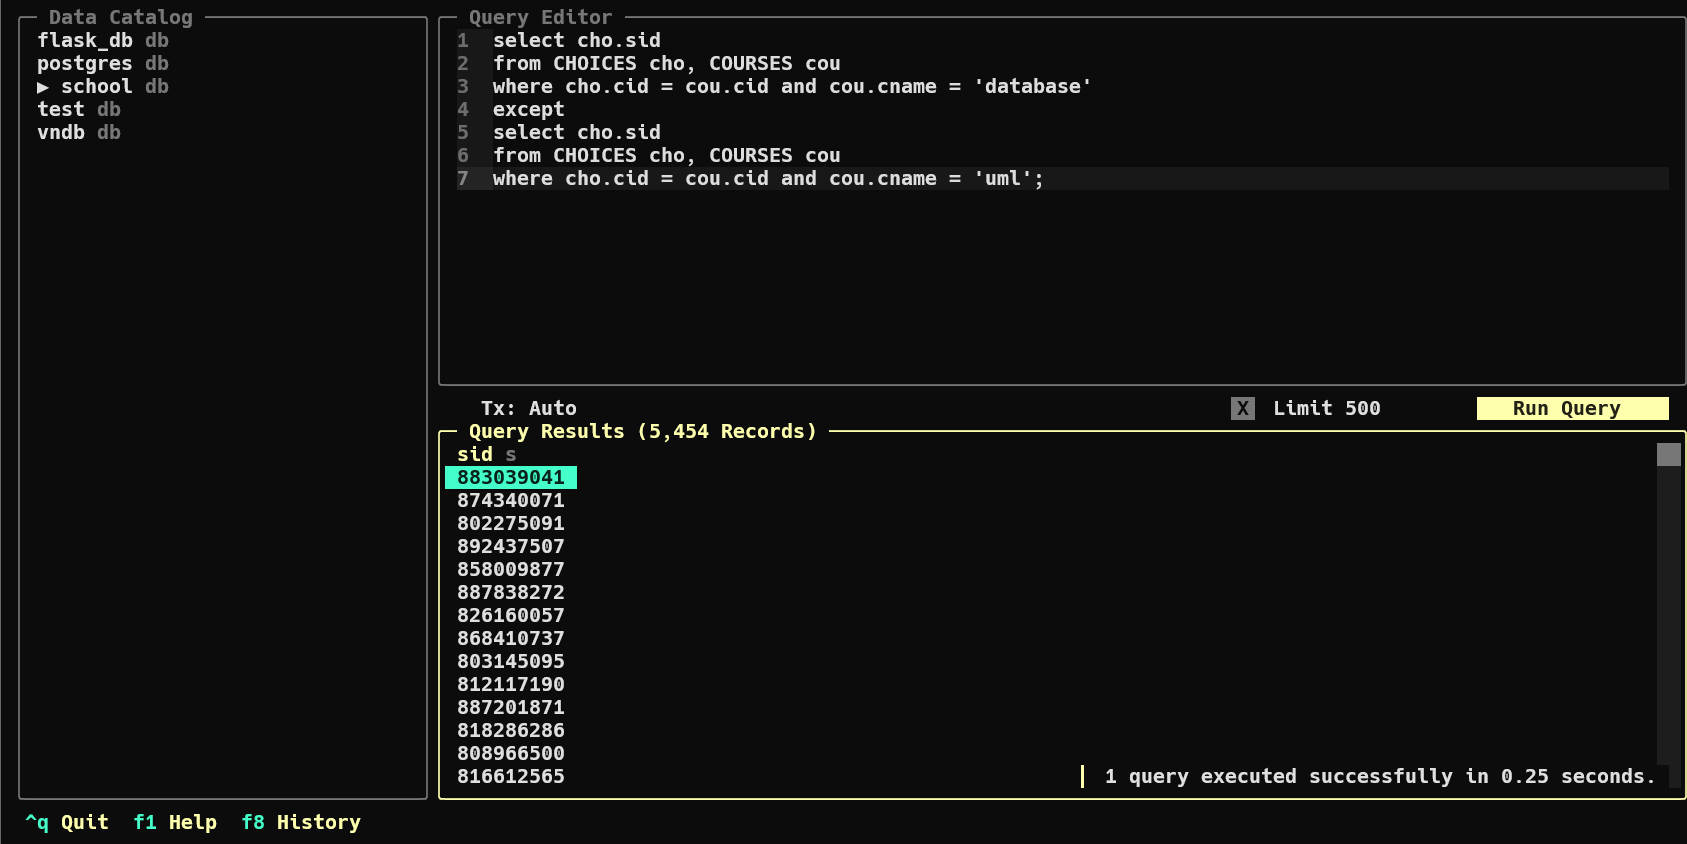 Data Catalog
flask_db db
postgres db
▶ school db
test db
vndb db
Query Editor
1 select cho.sid
2 from CHOICES cho, COURSES cou
3 where cho.cid = cou.cid and cou.cname = 'database'
4 except
5 select cho.sid
6 from CHOICES cho, COURSES cou
7 where cho.cid = cou.cid and cou.cname = 'uml';
Tx: Auto
X Limit 500
Run Query
Query Results (5,454 Records)
sid s
883039041
874340071
802275091
892437507
858009877
887838272
826160057
868410737
803145095
812117190
887201871
818286286
808966500
816612565
1 query executed successfully in 0.25 seconds.
^q Quit f1 Help f8 History